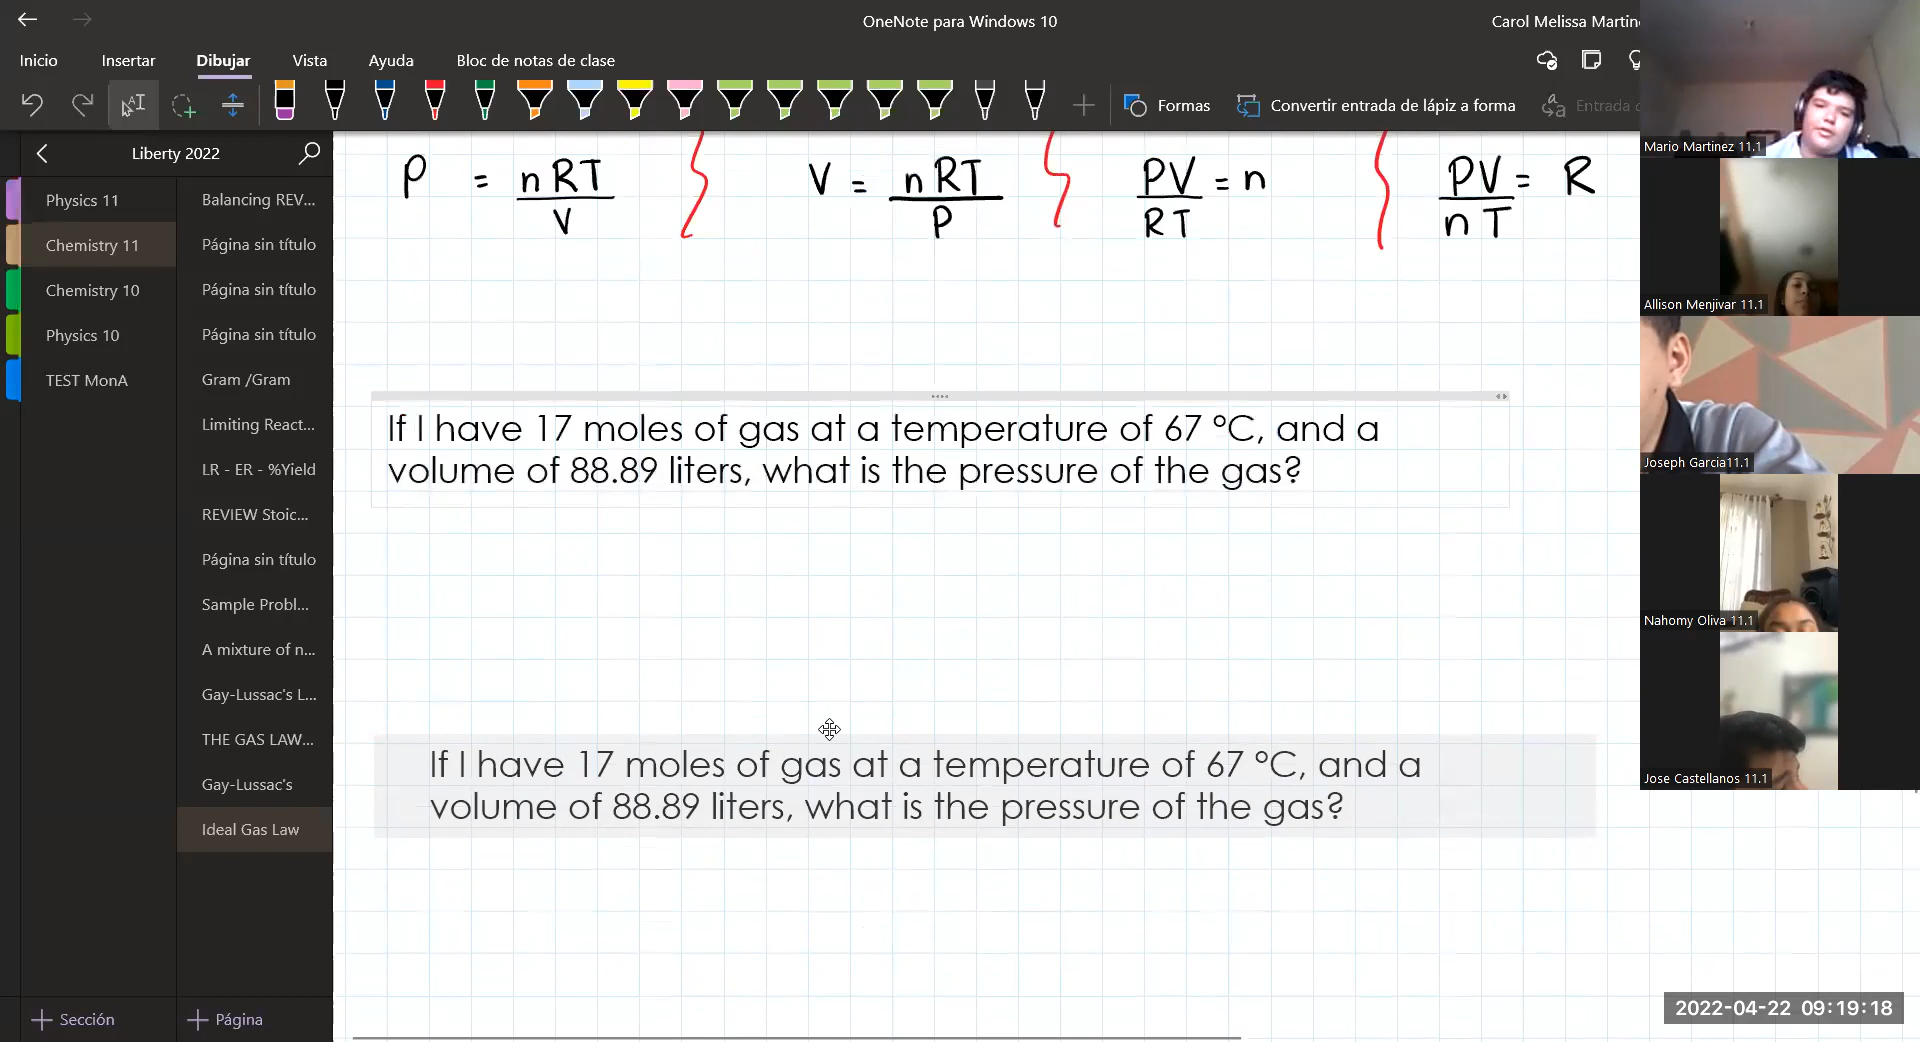 OneNote para Windows 10
Carol Melissa Martin
Inicio
Insertar
Dibujar
Vista
Ayuda
Bloc de notas de clase
Formas
Convertir entrada de lápiz a forma
Entrada
Liberty 2022
Physics 11
Chemistry 11
Chemistry 10
Physics 10
TEST MonA
Sección
Balancing REV...
Página sin título
Página sin título
Página sin título
Gram /Gram
Limiting React...
LR - ER - %Yield
REVIEW Stoic...
Página sin título
Sample Probl...
A mixture of n...
Gay-Lussac's L...
THE GAS LAW...
Gay-Lussac's
Ideal Gas Law
Página
P = nRT / V
V = nRT / P
PV / RT = n
PV / nT = R
If I have 17 moles of gas at a temperature of 67 °C, and a
volume of 88.89 liters, what is the pressure of the gas?
If I have 17 moles of gas at a temperature of 67 °C, and a
volume of 88.89 liters, what is the pressure of the gas?
Mario Martinez 11.1
Allison Menjivar 11.1
Joseph Garcia11.1
Nahomy Oliva 11.1
Jose Castellanos 11.1
2022-04-22 09:19:18